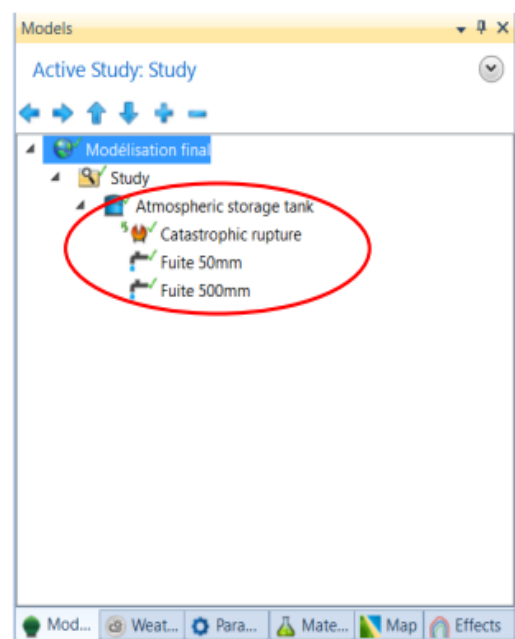 Models
Active Study: Study
Modélisation final
Study
Atmospheric storage tank
Catastrophic rupture
Fuite 50mm
Fuite 500mm
Mod... Weat... Para... Mate... Map Effects